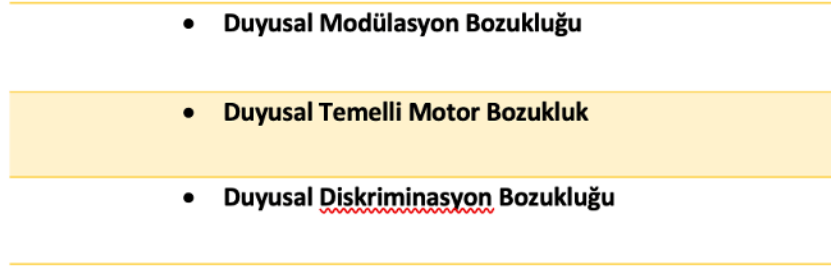 • Duyusal Modülasyon Bozukluğu
• Duyusal Temelli Motor Bozukluk
• Duyusal Diskriminasyon Bozukluğu